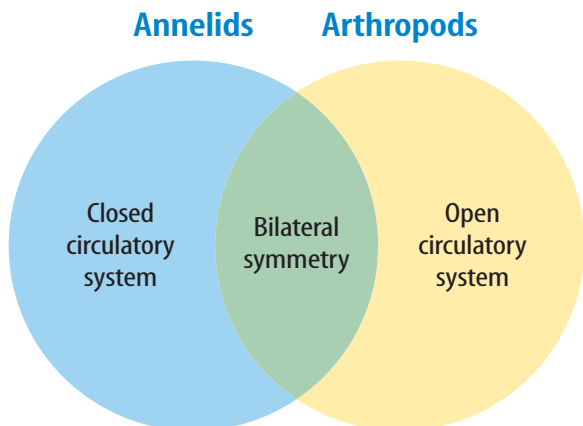 Annelids
Arthropods
Closed
circulatory
system
Bilateral
symmetry
Open
circulatory
system